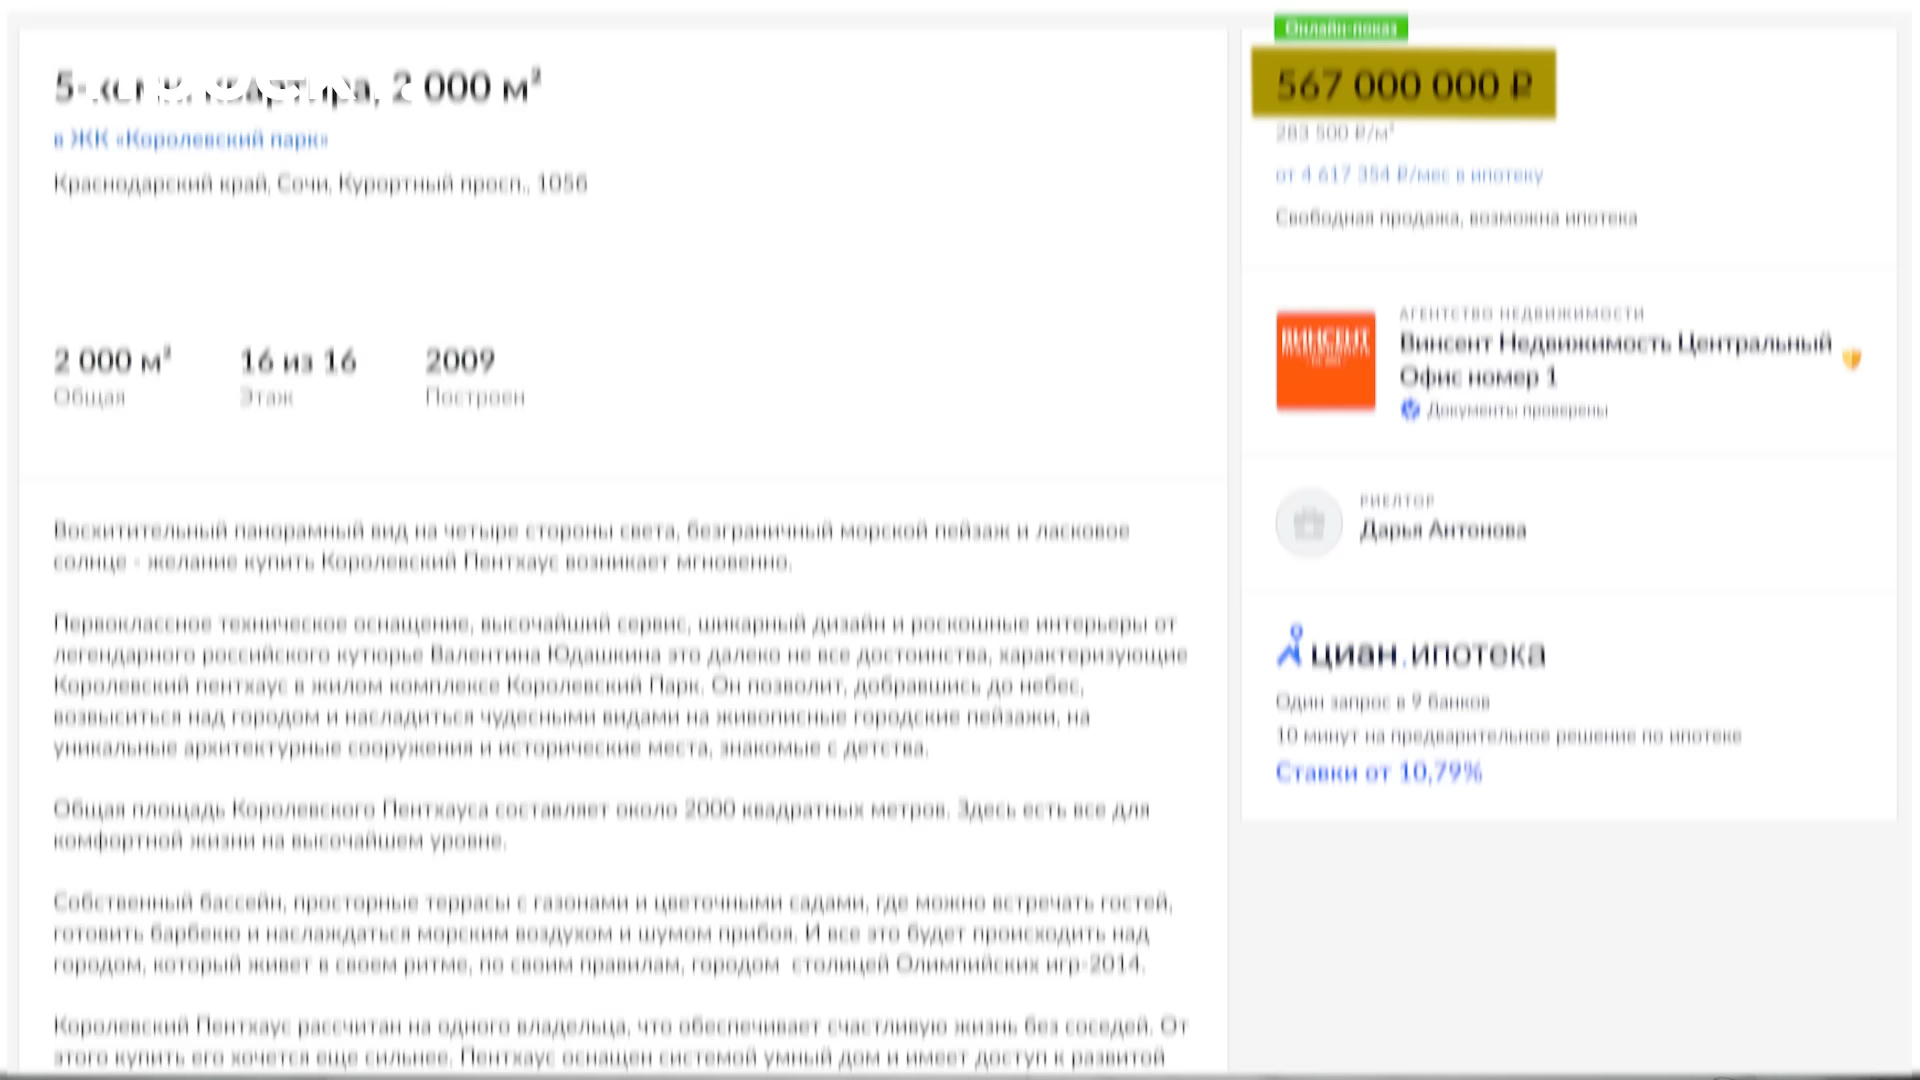 2 000 м²
в ЖК «Королевский парк»
Краснодарский край, Сочи, Курортный просп., 105б
2 000 м²
16 из 16
2009
Общая
Этаж
Построен
Восхитительный панорамный вид на четыре стороны света, безграничный морской пейзаж и ласковое
солнце - желание купить Королевский Пентхаус возникает мгновенно.
Первоклассное техническое оснащение, высочайший сервис, шикарный дизайн и роскошные интерьеры от
легендарного российского кутюрье Валентина Юдашкина это далеко не все достоинства, характеризующие
Королевский пентхаус в жилом комплексе Королевский Парк. Он позволит, добравшись до небес,
возвыситься над городом и насладиться чудесными видами на живописные городские пейзажи, на
уникальные архитектурные сооружения и исторические места, знакомые с детства.
Общая площадь Королевского Пентхауса составляет около 2000 квадратных метров. Здесь есть все для
комфортной жизни на высочайшем уровне.
Собственный бассейн, просторные террасы с газонами и цветочными садами, где можно встречать гостей,
готовить барбекю и наслаждаться морским воздухом и шумом прибоя. И все это будет происходить над
городом, который живет в своем ритме, по своим правилам, городом столицей Олимпийских игр-2014.
Королевский Пентхаус рассчитан на одного владельца, что обеспечивает счастливую жизнь без соседей. От
этого купить его хочется еще сильнее. Пентхаус оснащен системой умный дом и имеет доступ к развитой
Онлайн-показ
567 000 000 ₽
283 500 ₽/м²
от 4 617 354 ₽/мес в ипотеку
Свободная продажа, возможна ипотека
ВИНСЕНТ
АГЕНТСТВО НЕДВИЖИМОСТИ
Винсент Недвижимость Центральный
Офис номер 1
Документы проверены
РИЕЛТОР
Дарья Антонова
циан.ипотека
Один запрос в 9 банков
10 минут на предварительное решение по ипотеке
Ставки от 10,79%